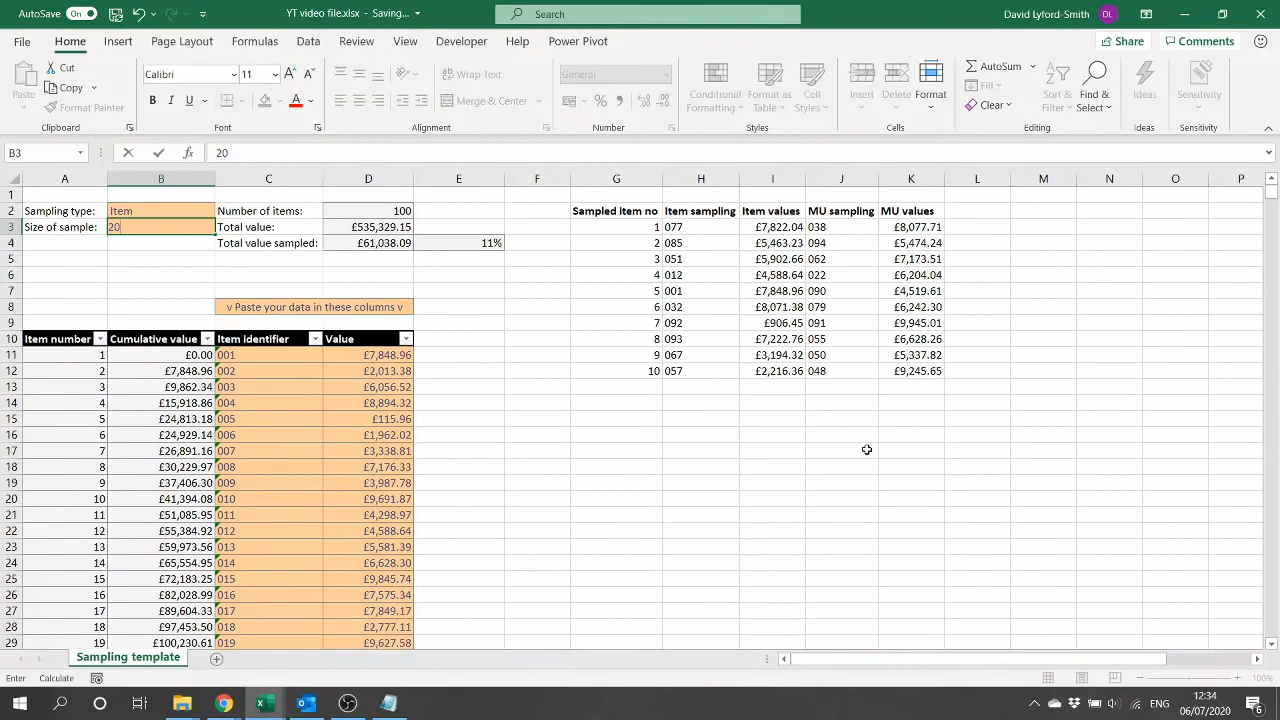 AutoSave On YT video file.xlsx - Saving... Search David Lyford-Smith DL
File Home Insert Page Layout Formulas Data Review View Developer Help Power Pivot Share Comments
Paste Cut Copy Format Painter Calibri 11 B I U A Wrap Text Merge & Center General % Conditional Formatting Format as Table Cell Styles Insert Delete Format AutoSum Fill Clear Sort & Filter Find & Select Ideas Sensitivity
Clipboard Font Alignment Number Styles Cells Editing Ideas Sensitivity
B3 fx 20
A B C D E F G H I J K L M N O P
1
2 Sampling type: Item Number of items: 100 Sampled item no Item sampling Item values MU sampling MU values
3 Size of sample: 20 Total value: £535,329.15 1 077 £7,822.04 038 £8,077.71
4 Total value sampled: £61,038.09 11% 2 085 £5,463.23 094 £5,474.24
5 3 051 £5,902.66 062 £7,173.51
6 4 012 £4,588.64 022 £6,204.04
7 5 001 £7,848.96 090 £4,519.61
8 v Paste your data in these columns v 6 032 £8,071.38 079 £6,242.30
9 7 092 £906.45 091 £9,945.01
10 Item number Cumulative value Item identifier Value 8 093 £7,222.76 055 £6,628.26
11 1 £0.00 001 £7,848.96 9 067 £3,194.32 050 £5,337.82
12 2 £7,848.96 002 £2,013.38 10 057 £2,216.36 048 £9,245.65
13 3 £9,862.34 003 £6,056.52
14 4 £15,918.86 004 £8,894.32
15 5 £24,813.18 005 £115.96
16 6 £24,929.14 006 £1,962.02
17 7 £26,891.16 007 £3,338.81
18 8 £30,229.97 008 £7,176.33
19 9 £37,406.30 009 £3,987.78
20 10 £41,394.08 010 £9,691.87
21 11 £51,085.95 011 £4,298.97
22 12 £55,384.92 012 £4,588.64
23 13 £59,973.56 013 £5,581.39
24 14 £65,554.95 014 £6,628.30
25 15 £72,183.25 015 £9,845.74
26 16 £82,028.99 016 £7,575.34
27 17 £89,604.33 017 £7,849.17
28 18 £97,453.50 018 £2,777.11
29 19 £100,230.61 019 £9,627.58
Sampling template
Enter Calculate 100%
ENG 12:34
06/07/2020 6